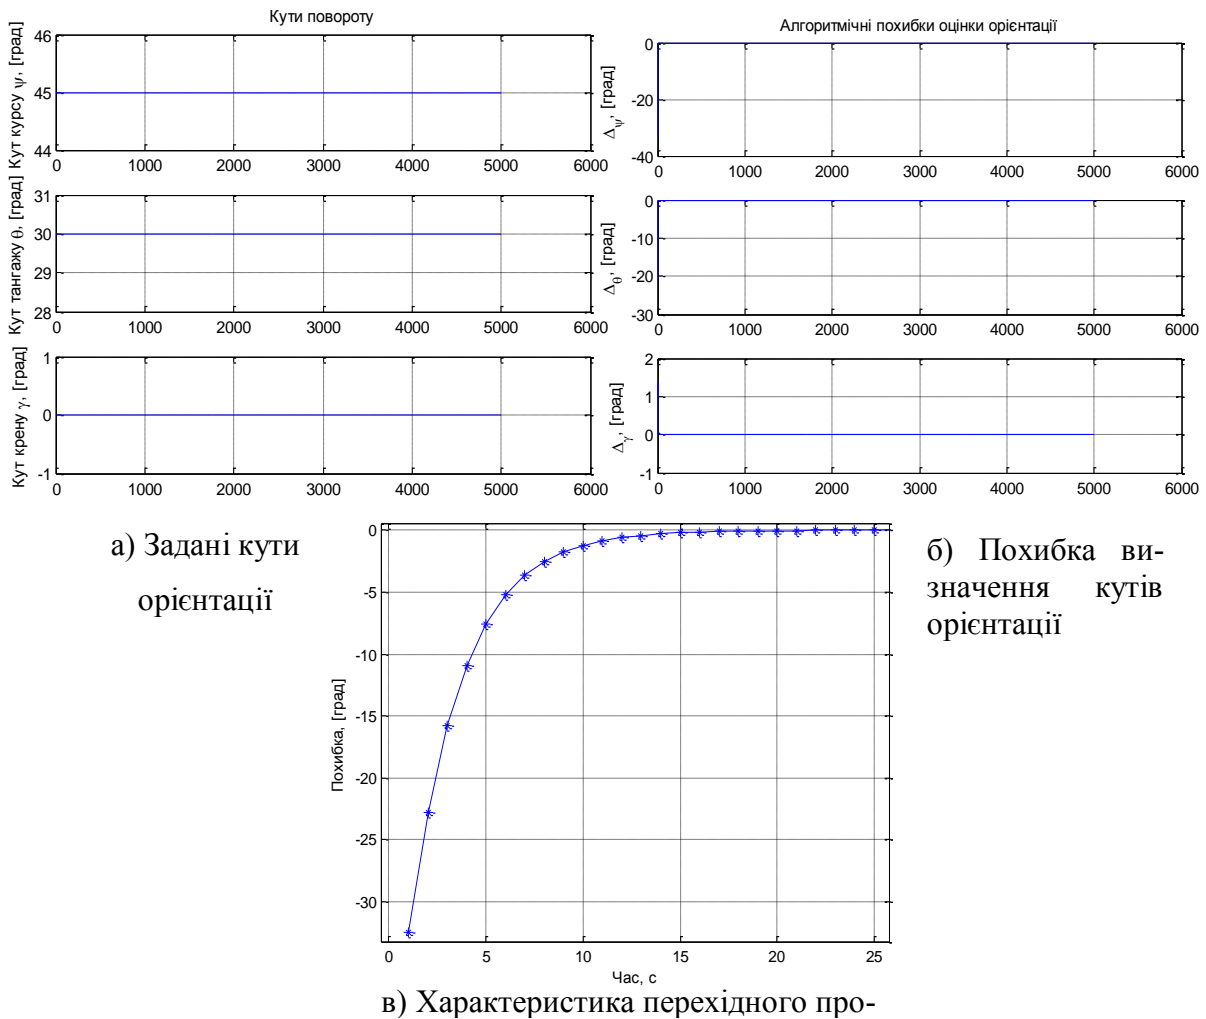 Кути повороту
Кут курсу ψ, [град]
46
45
44
0 1000 2000 3000 4000 5000 6000
Кут тангажу θ, [град]
31
30
29
28
0 1000 2000 3000 4000 5000 6000
Кут крену γ, [град]
1
0
-1
0 1000 2000 3000 4000 5000 6000
Алгоритмічні похибки оцінки орієнтації
Δψ, [град]
0
-20
-40
0 1000 2000 3000 4000 5000 6000
Δθ, [град]
0
-10
-20
-30
0 1000 2000 3000 4000 5000 6000
Δγ, [град]
2
1
0
-1
0 1000 2000 3000 4000 5000 6000
а) Задані кути
орієнтації
б) Похибка ви-
значення кутів
орієнтації
Похибка, [град]
0
-5
-10
-15
-20
-25
-30
0 5 10 15 20 25
Час, с
в) Характеристика перехідного про-